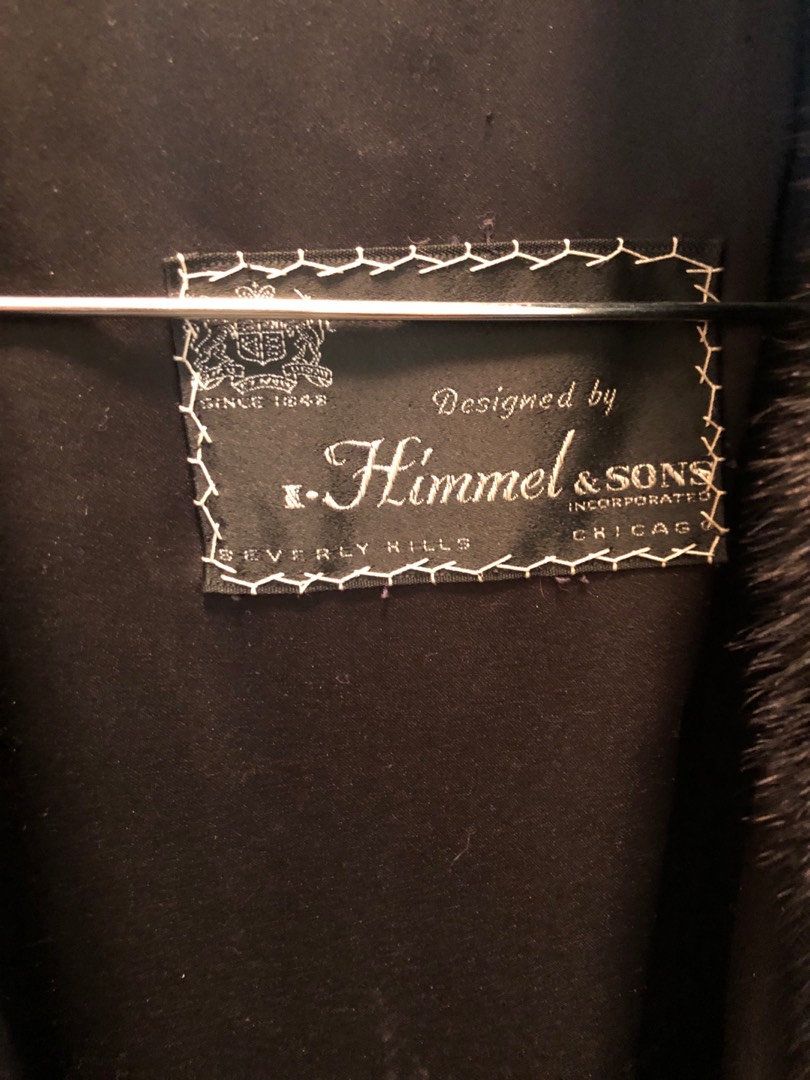 SINCE 1848
Designed by
I. Himmel & SONS
INCORPORATED
BEVERLY HILLS
CHICAGO